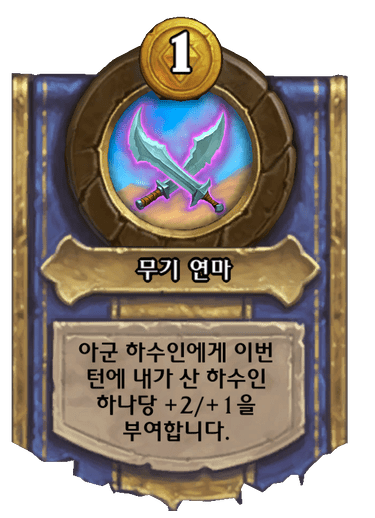 1
무기 연마
아군 하수인에게 이번
턴에 내가 산 하수인
하나당 +2/+1을
부여합니다.